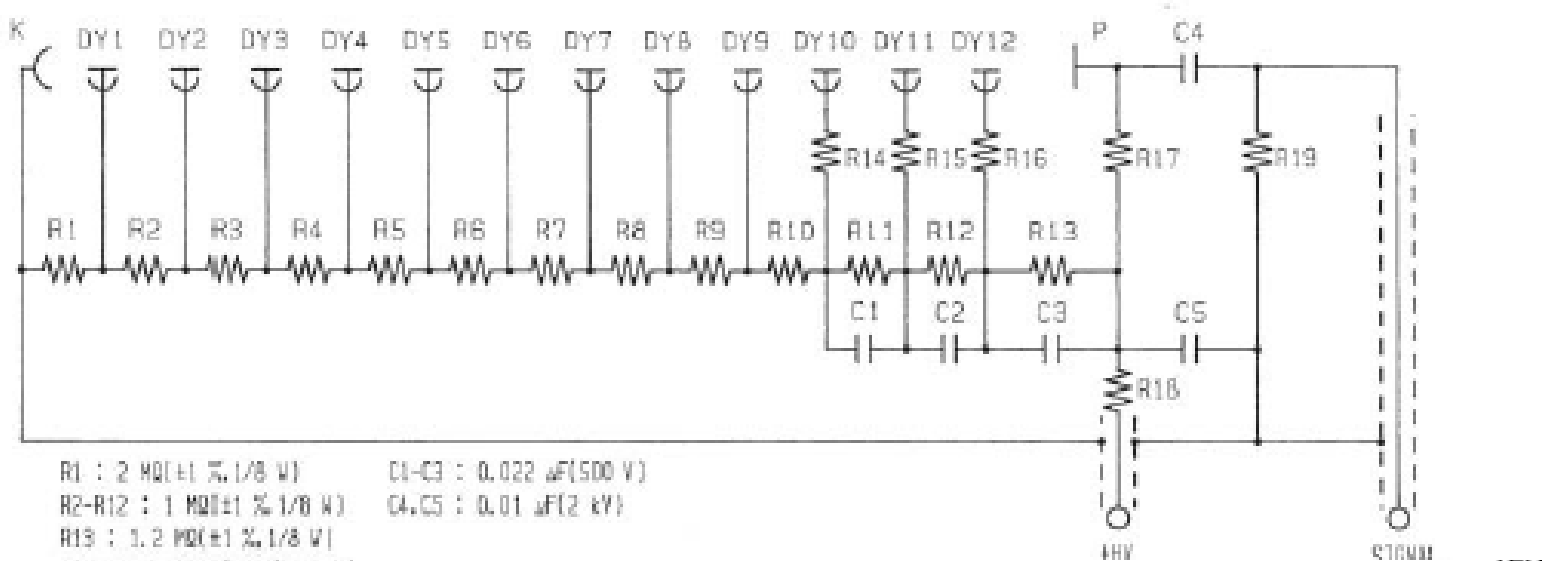 K DY1 DY2 DY3 DY4 DY5 DY6 DY7 DY8 DY9 DY10 DY11 DY12 P C4
R14 R15 R16 R17 R19
R1 R2 R3 R4 R5 R6 R7 R8 R9 R10 R11 R12 R13
C1 C2 C3 C5
R18
R1 : 2 MΩ(±1 %,1/8 W) C1-C3 : 0.022 μF(500 V)
R2-R12 : 1 MΩ(±1 %,1/8 W) C4,C5 : 0.01 μF(2 kV)
R13 : 1.2 MΩ(±1 %,1/8 W)
+HV